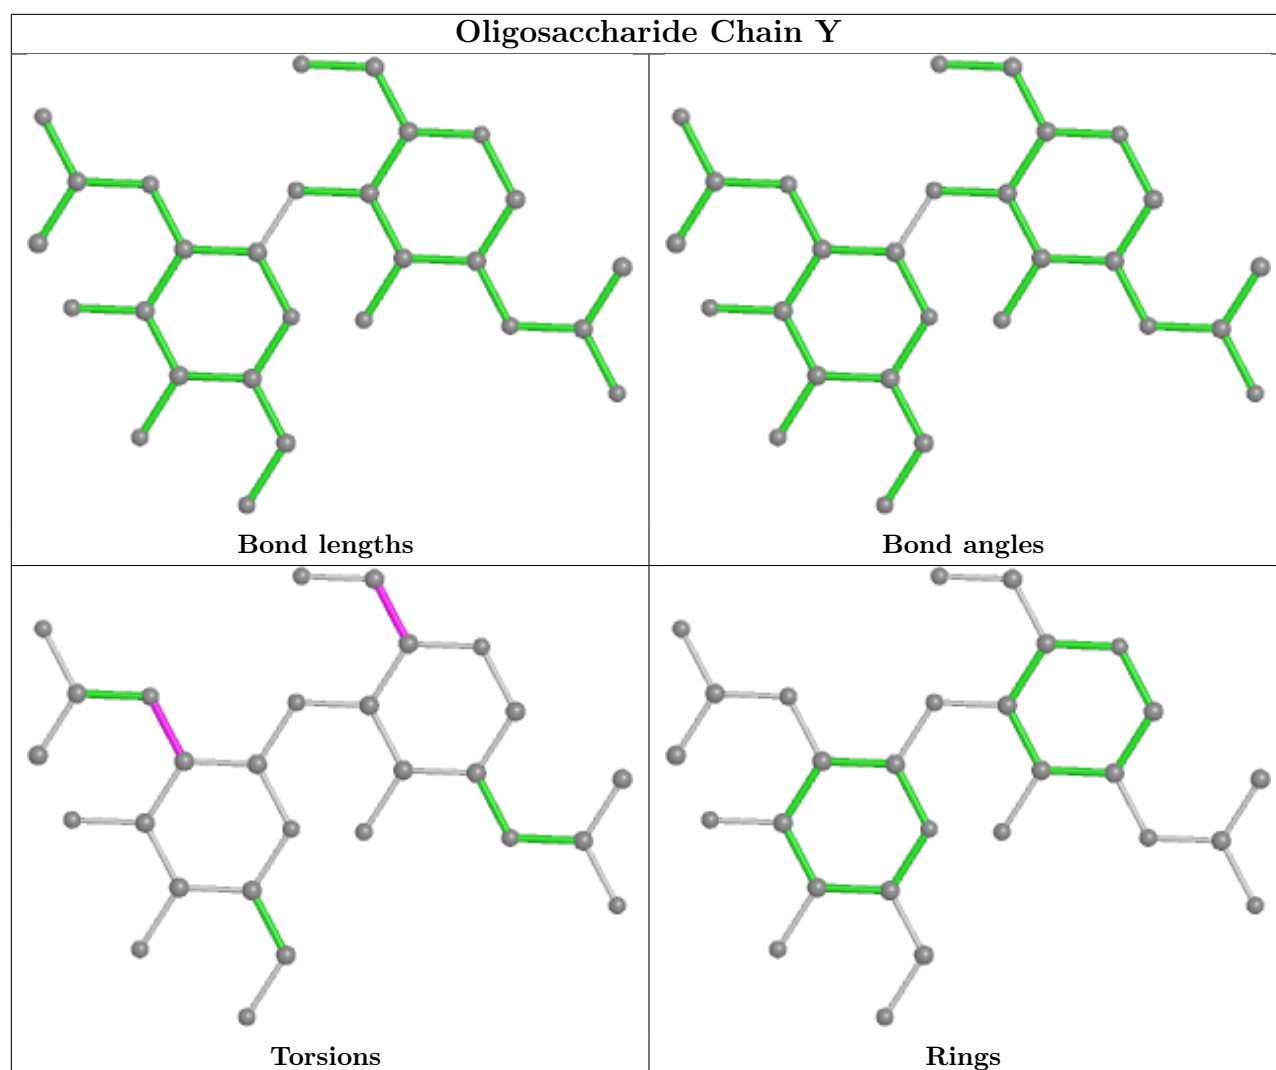 Oligosaccharide Chain Y
Bond lengths
Bond angles
Torsions
Rings